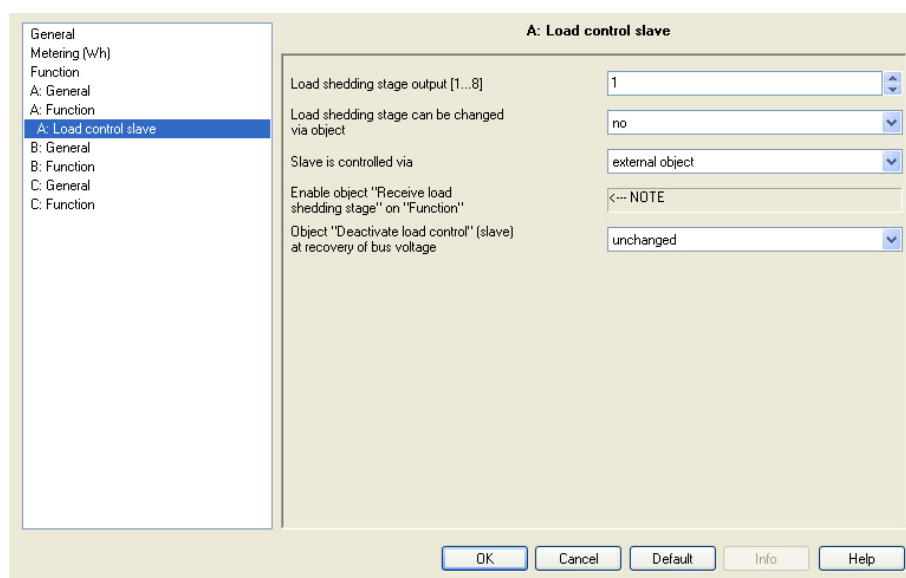 General
Metering (Wh)
Function
A: General
A: Function
A: Load control slave
B: General
B: Function
C: General
C: Function
A: Load control slave
Load shedding stage output [1...8]
1
Load shedding stage can be changed
via object
no
Slave is controlled via
external object
Enable object "Receive load
shedding stage" on "Function"
<--- NOTE
Object "Deactivate load control" (slave)
at recovery of bus voltage
unchanged
OK
Cancel
Default
Info
Help